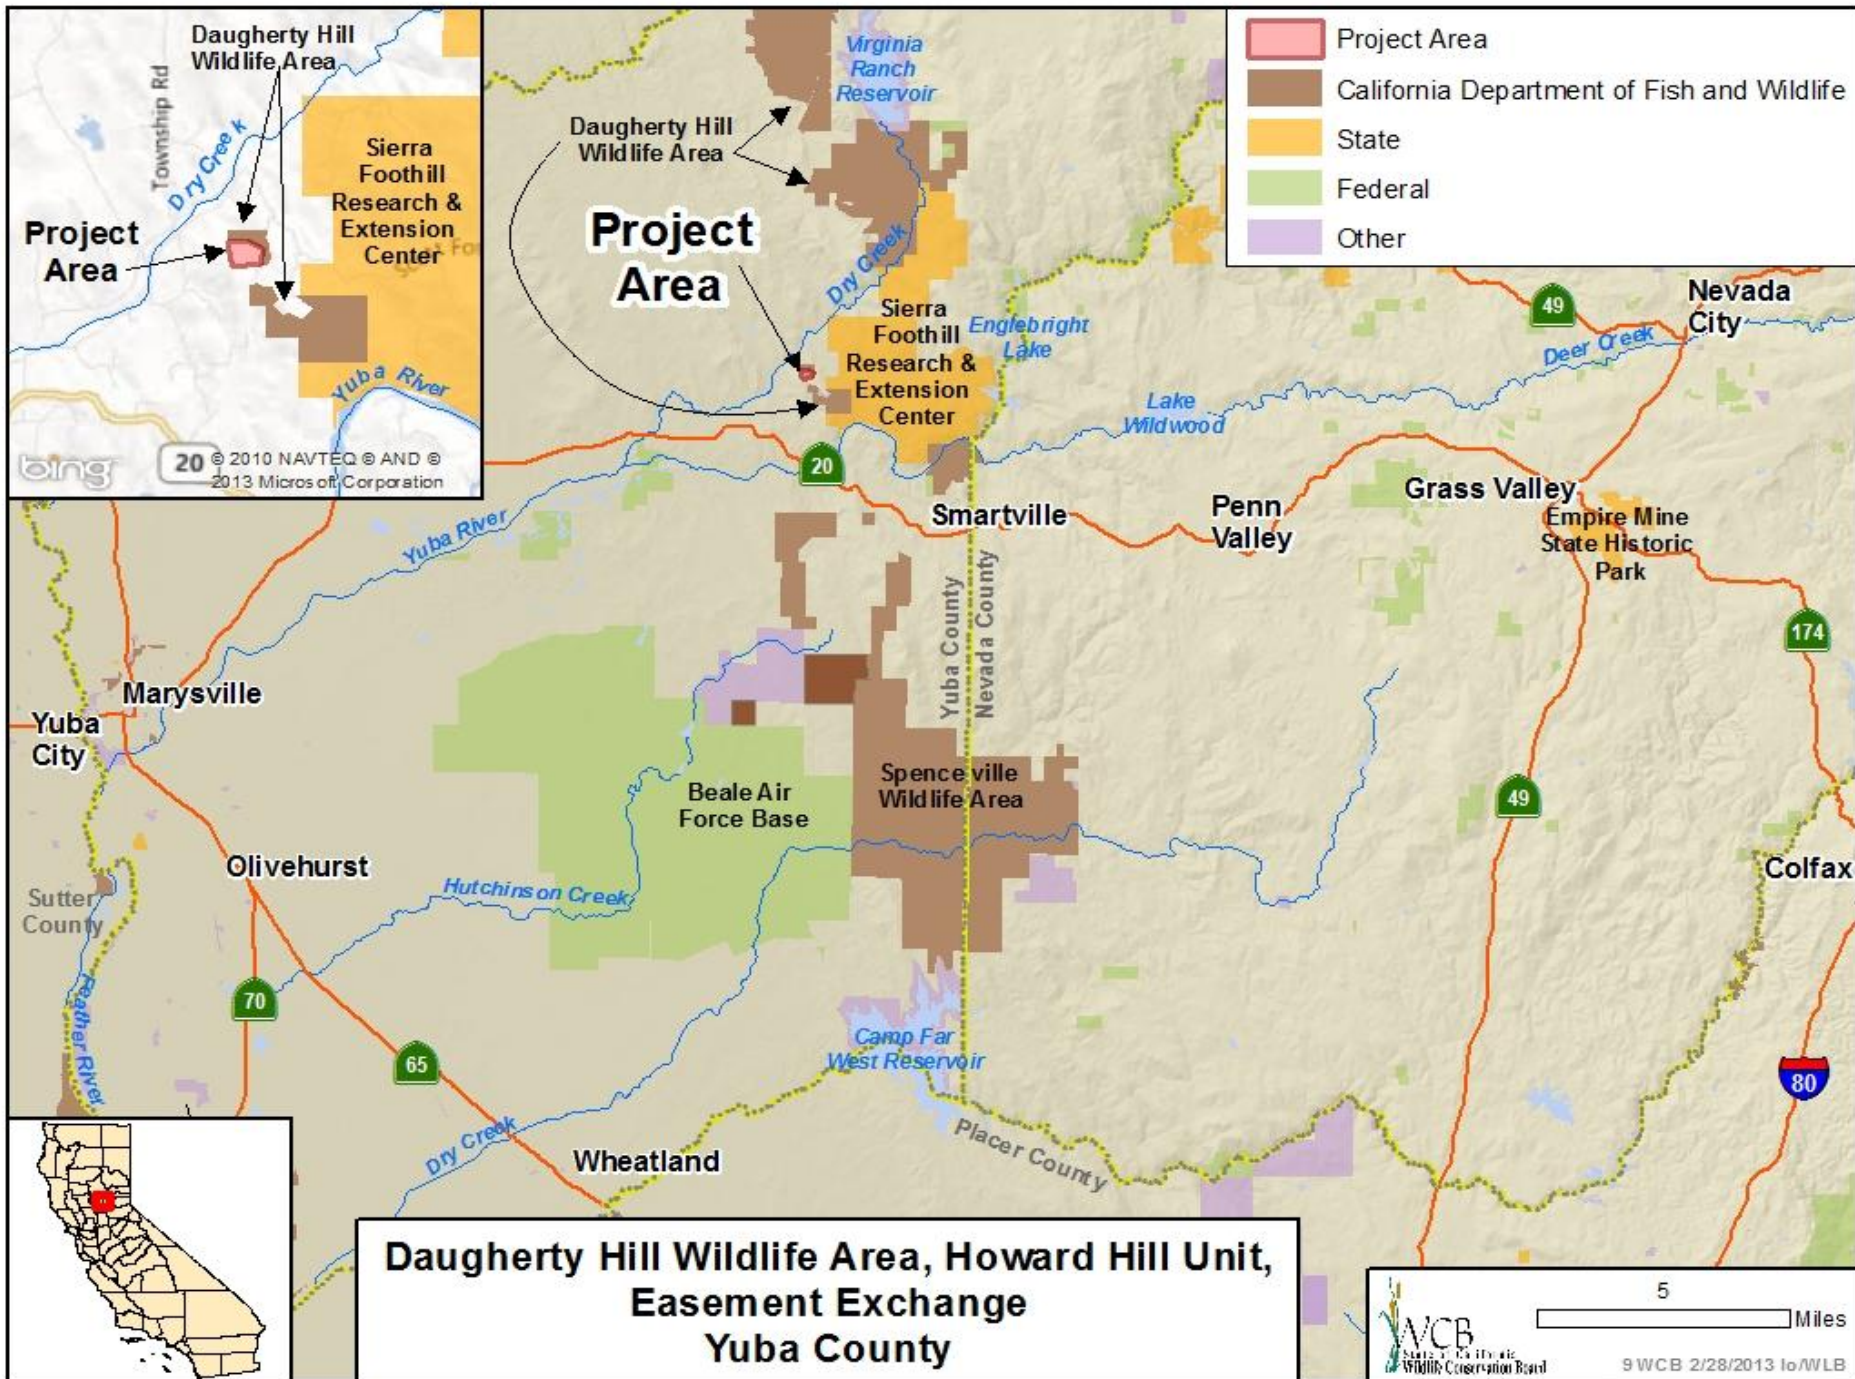 Daugherty Hill
Wildlife Area
Township Rd
Dry Creek
Sierra
Foothill
Research &
Extension
Center
Project
Area
Yuba River
bing
20
© 2010 NAVTEQ © AND ©
2013 Microsoft Corporation
Virginia
Ranch
Reservoir
Daugherty Hill
Wildlife Area
Project
Area
Dry Creek
Sierra
Foothill
Research &
Extension
Center
Englebright
Lake
Project Area
California Department of Fish and Wildlife
State
Federal
Other
49
Nevada
City
Deer Creek
Lake
Wildwood
20
Smartville
Penn
Valley
Grass Valley
Empire Mine
State Historic
Park
174
Yuba River
Yuba County
Nevada County
Marysville
Yuba
City
Beale Air
Force Base
Spenceville
Wildlife Area
49
Colfax
Olivehurst
Hutchinson Creek
Sutter
County
Feather River
70
65
Camp Far
West Reservoir
80
Dry Creek
Wheatland
Placer County
Daugherty Hill Wildlife Area, Howard Hill Unit,
Easement Exchange
Yuba County
5
Miles
WCB
State of California
Wildlife Conservation Board
9 WCB 2/28/2013 lo/WLB